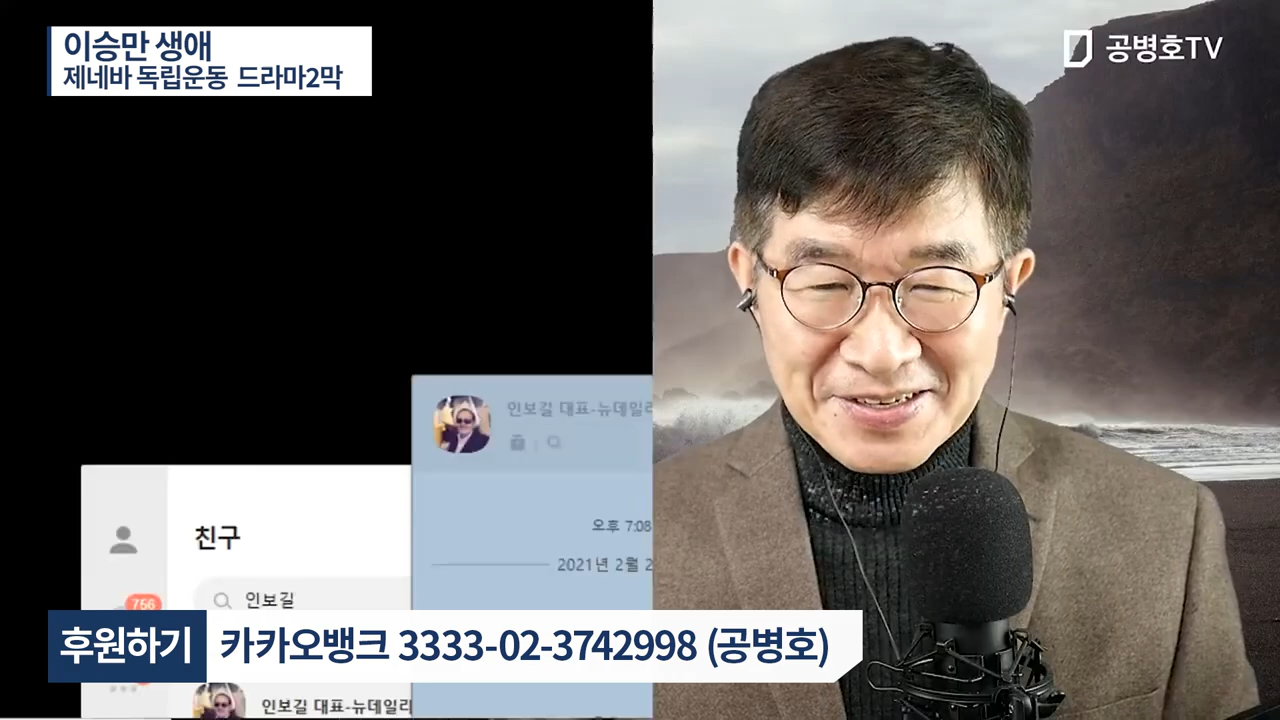 이승만 생애
제네바 독립운동 드라마2막
공병호TV
인보길 대표-뉴데일리
오후 7:08
2021년 2월 2
친구
인보길
756
후원하기
카카오뱅크 3333-02-3742998 (공병호)
인보길 대표-뉴데일리